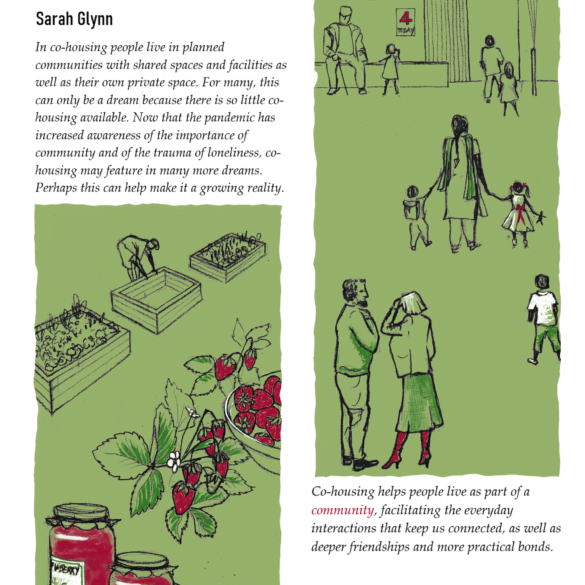 Sarah Glynn
In co-housing people live in planned
communities with shared spaces and facilities as
well as their own private space. For many, this
can only be a dream because there is so little co-
housing available. Now that the pandemic has
increased awareness of the importance of
community and of the trauma of loneliness, co-
housing may feature in many more dreams.
Perhaps this can help make it a growing reality.
4
TODAY
Co-housing helps people live as part of a
community, facilitating the everyday
interactions that keep us connected, as well as
deeper friendships and more practical bonds.